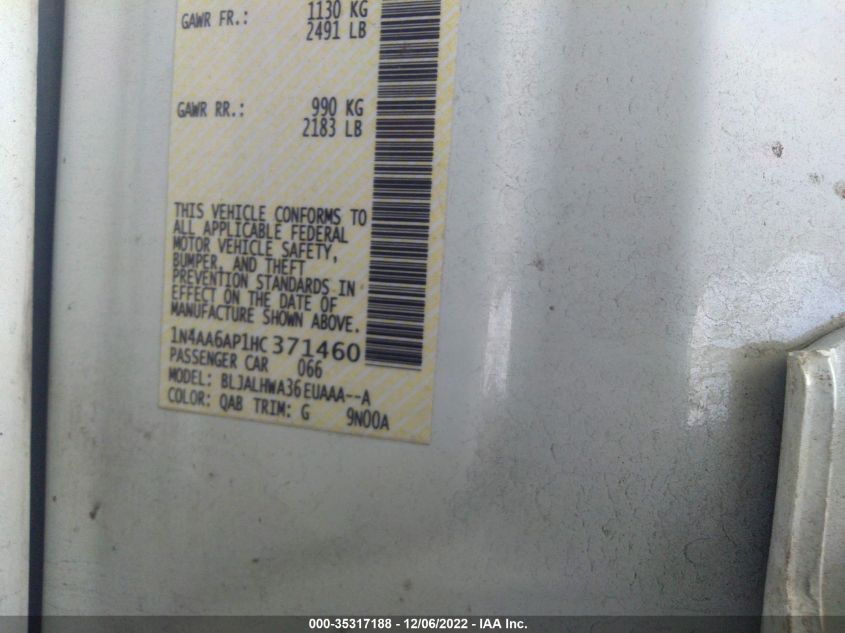 GAWR FR.: 1130 KG
2491 LB
GAWR RR.: 990 KG
2183 LB
THIS VEHICLE CONFORMS TO
ALL APPLICABLE FEDERAL
MOTOR VEHICLE SAFETY,
BUMPER, AND THEFT
PREVENTION STANDARDS IN
EFFECT ON THE DATE OF
MANUFACTURE SHOWN ABOVE.
1N4AA6AP1HC371460
PASSENGER CAR 066
MODEL: BLJALHWA36EUAAA--A
COLOR: QAB TRIM: G 9N00A
000-35317188 - 12/06/2022 - IAA Inc.